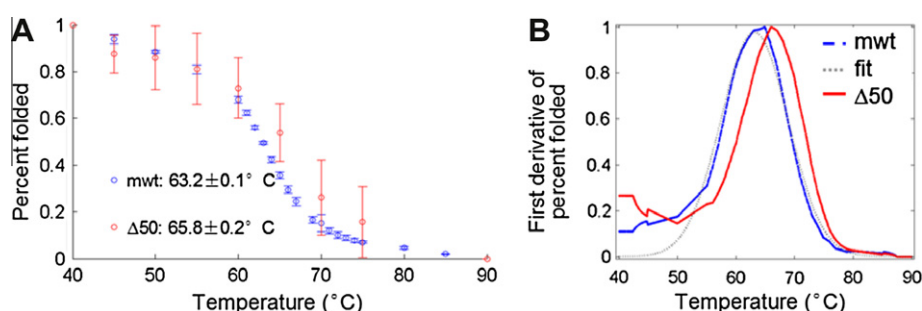 A
Percent folded
1
0.8
0.6
0.4
0.2
0
mwt: 63.2±0.1° C
Δ50: 65.8±0.2° C
40 50 60 70 80 90
Temperature (°C)
B
First derivative of
percent folded
1
0.8
0.6
0.4
0.2
0
mwt
fit
Δ50
40 50 60 70 80 90
Temperature (°C)